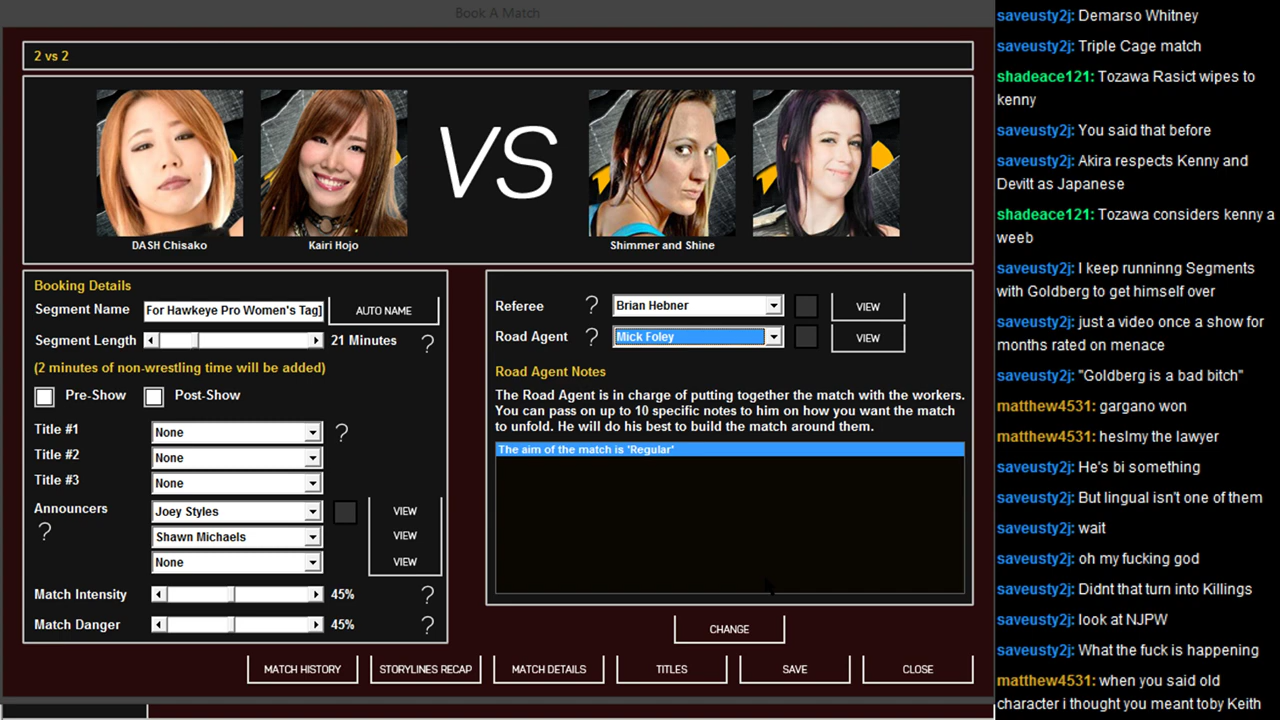 Book A Match
2 vs 2
VS
DASH Chisako
Kairi Hojo
Shimmer and Shine
Booking Details
Segment Name
For Hawkeye Pro Women's Tag]
AUTO NAME
Segment Length
21 Minutes
?
(2 minutes of non-wrestling time will be added)
Pre-Show
Post-Show
Title #1
None
?
Title #2
None
Title #3
None
Announcers
Joey Styles
VIEW
?
Shawn Michaels
VIEW
None
VIEW
Match Intensity
45%
?
Match Danger
45%
?
Referee
?
Brian Hebner
VIEW
Road Agent
?
Mick Foley
VIEW
Road Agent Notes
The Road Agent is in charge of putting together the match with the workers.
You can pass on up to 10 specific notes to him on how you want the match
to unfold. He will do his best to build the match around them.
The aim of the match is 'Regular'
CHANGE
MATCH HISTORY
STORYLINES RECAP
MATCH DETAILS
TITLES
SAVE
CLOSE
saveusty2j: Demarso Whitney
saveusty2j: Triple Cage match
shadeace121: Tozawa Rasict wipes to
kenny
saveusty2j: You said that before
saveusty2j: Akira respects Kenny and
Devitt as Japanese
shadeace121: Tozawa considers kenny a
weeb
saveusty2j: I keep runninng Segments
with Goldberg to get himself over
saveusty2j: just a video once a show for
months rated on menace
saveusty2j: "Goldberg is a bad bitch"
matthew4531: gargano won
matthew4531: heslmy the lawyer
saveusty2j: He's bi something
saveusty2j: But lingual isn't one of them
saveusty2j: wait
saveusty2j: oh my fucking god
saveusty2j: Didnt that turn into Killings
saveusty2j: look at NJPW
saveusty2j: What the fuck is happening
matthew4531: when you said old
character i thought you meant toby Keith